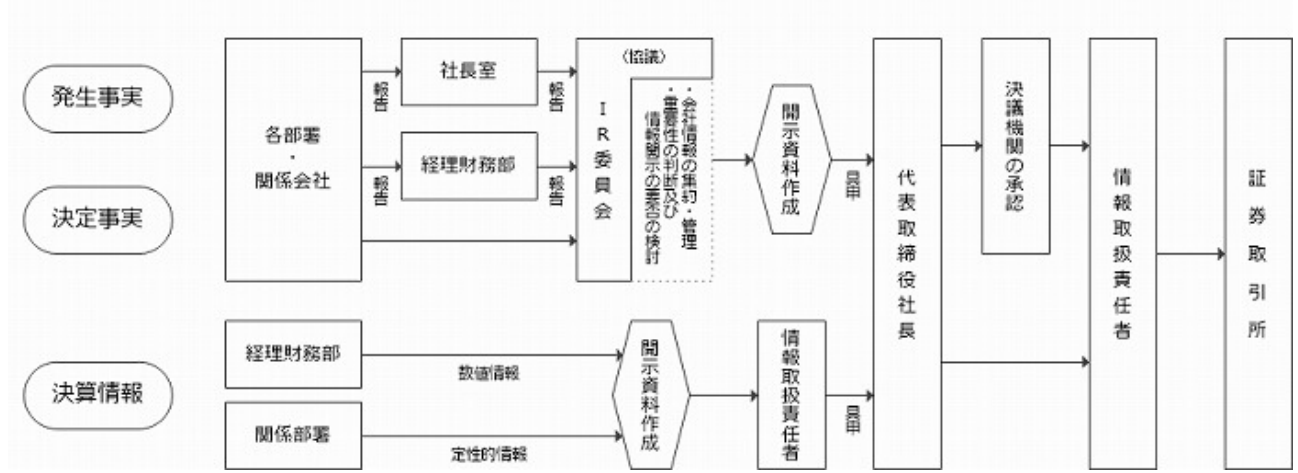 発生事実
決定事実
決算情報
各部署
・
関係会社
報告
報告
社長室
経理財務部
報告
報告
〈協議〉
IR委員会
・会社情報の集約・管理
・重要性の判断及び
情報開示の要否の検討
開示資料作成
具申
代表取締役社長
決議機関の承認
情報取扱責任者
証券取引所
経理財務部
関係部署
数値情報
定性的情報
開示資料作成
情報取扱責任者
具申